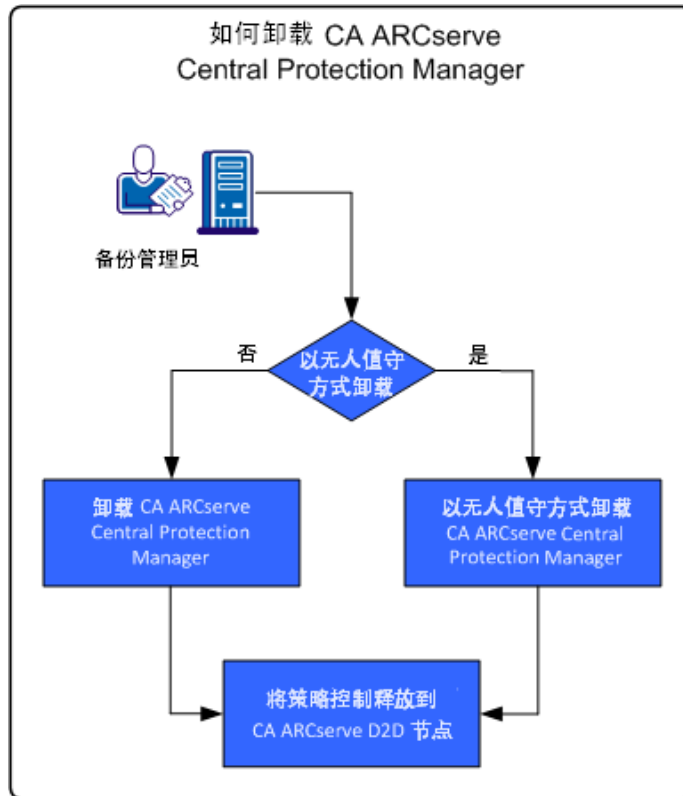 如何卸载 CA ARCserve
Central Protection Manager
备份管理员
以无人值守
方式卸载
否
是
卸载 CA ARCserve
Central Protection
Manager
以无人值守方式卸载
CA ARCserve Central
Protection Manager
将策略控制释放到
CA ARCserve D2D 节点